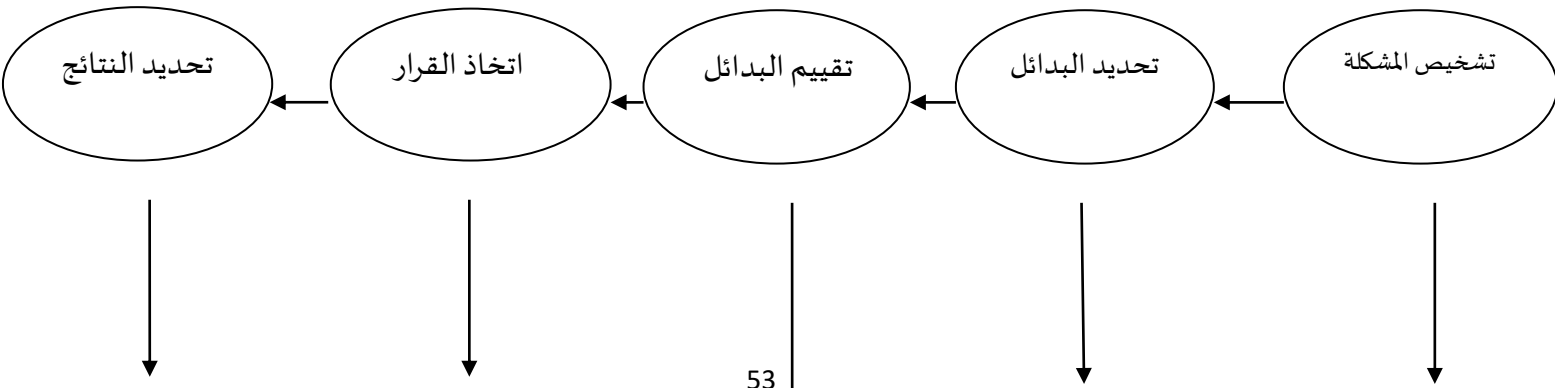 تشخيص المشكلة
تحديد البدائل
تقييم البدائل
اتخاذ القرار
تحديد النتائج
53